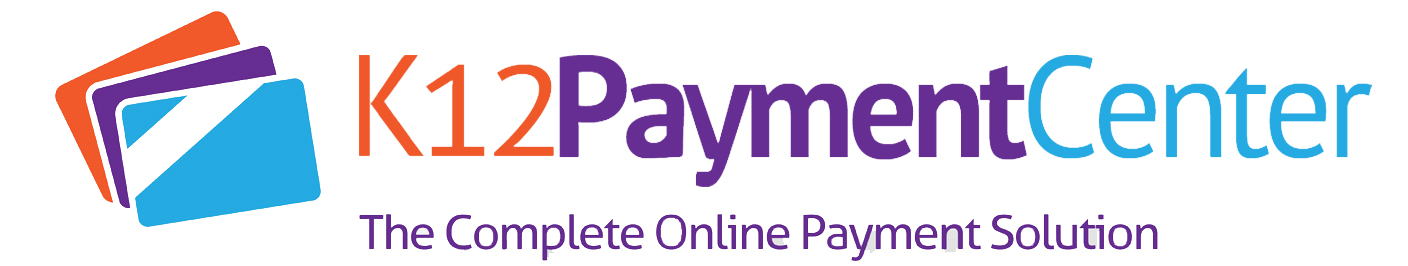 K12PaymentCenter
The Complete Online Payment Solution